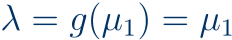 λ = g(μ₁) = μ₁